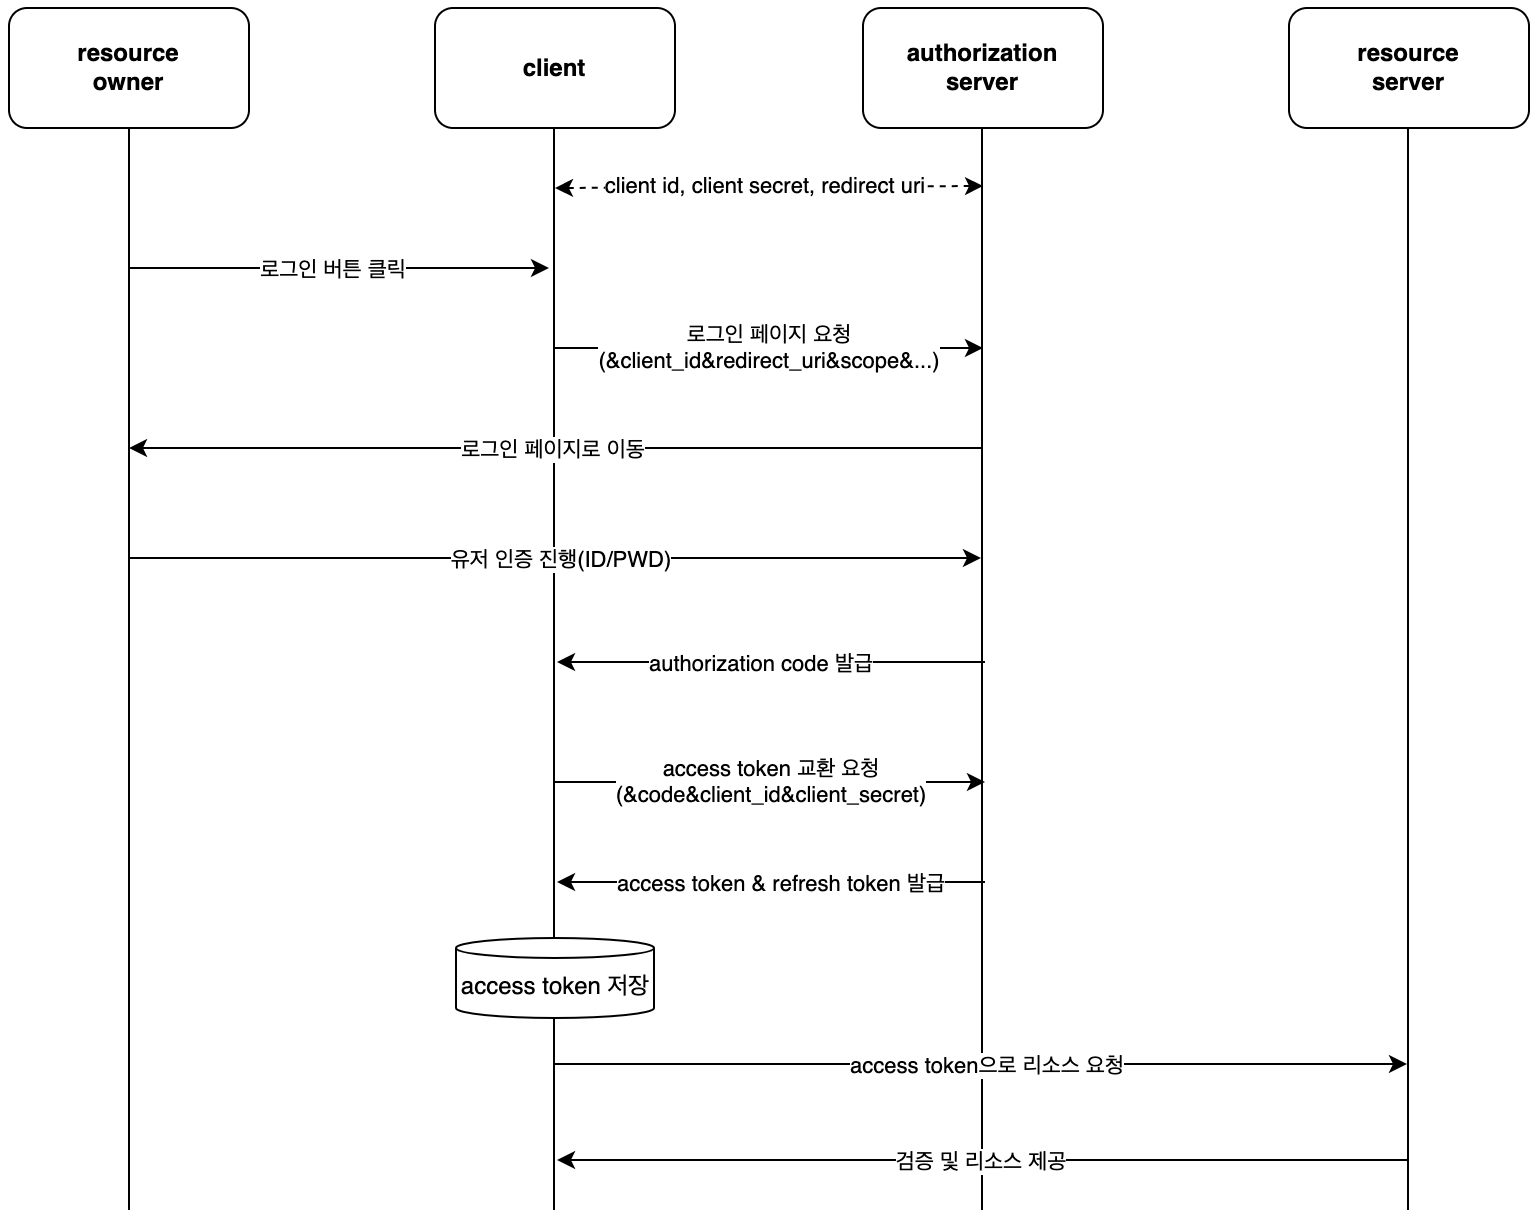 resource
owner
client
authorization
server
resource
server
client id, client secret, redirect uri
로그인 버튼 클릭
로그인 페이지 요청
(&client_id&redirect_uri&scope&...)
로그인 페이지로 이동
유저 인증 진행(ID/PWD)
authorization code 발급
access token 교환 요청
(&code&client_id&client_secret)
access token & refresh token 발급
access token 저장
access token으로 리소스 요청
검증 및 리소스 제공